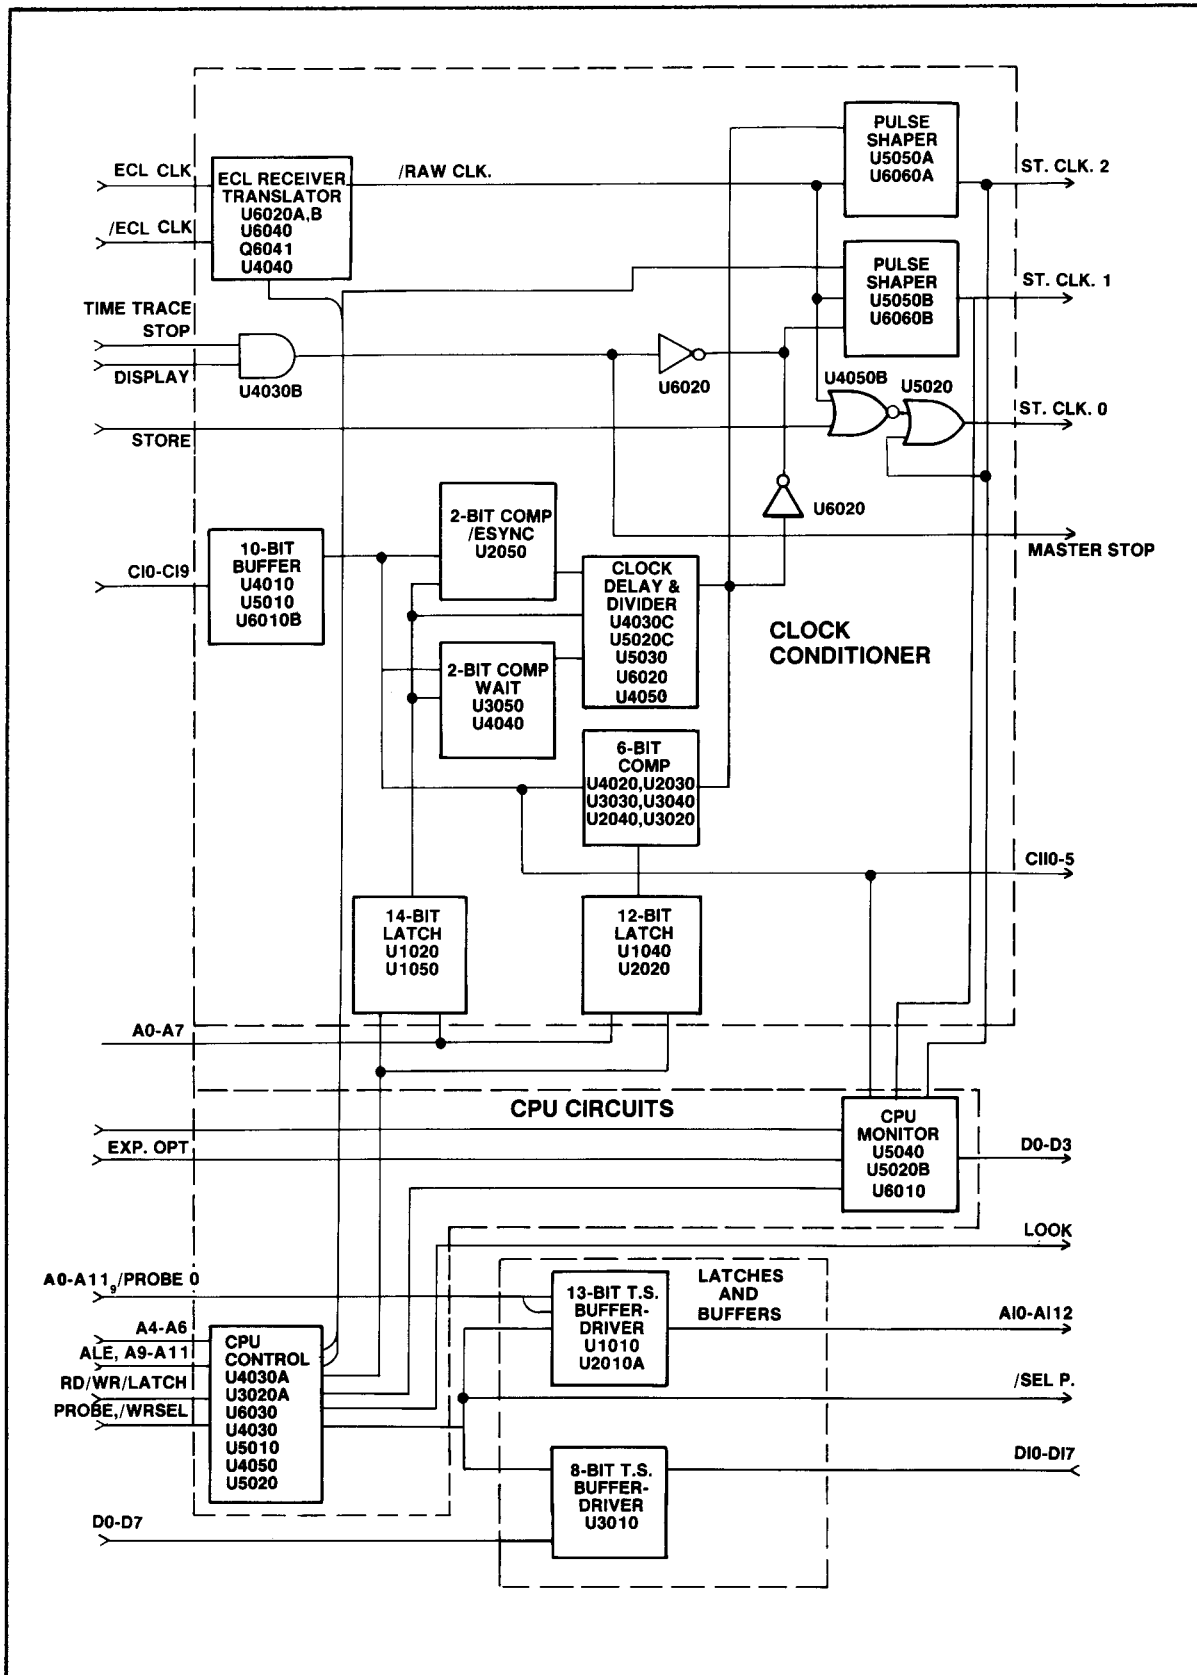 PULSE
SHAPER
U5050A
U6060A
ECL CLK
ECL RECEIVER
TRANSLATOR
U6020A,B
U6040
Q6041
U4040
/RAW CLK.
ST. CLK. 2
/ECL CLK
PULSE
SHAPER
U5050B
U6060B
ST. CLK. 1
TIME TRACE
STOP
DISPLAY
U4030B
U6020
U4050B
U5020
ST. CLK. 0
STORE
2-BIT COMP
/ESYNC
U2050
U6020
MASTER STOP
10-BIT
BUFFER
U4010
U5010
U6010B
CI0-CI9
CLOCK
DELAY &
DIVIDER
U4030C
U5020C
U5030
U6020
U4050
CLOCK
CONDITIONER
2-BIT COMP
WAIT
U3050
U4040
6-BIT
COMP
U4020,U2030
U3030,U3040
U2040,U3020
CII0-5
14-BIT
LATCH
U1020
U1050
12-BIT
LATCH
U1040
U2020
A0-A7
CPU CIRCUITS
EXP. OPT
CPU
MONITOR
U5040
U5020B
U6010
D0-D3
LOOK
A0-A11₉/PROBE 0
13-BIT T.S.
BUFFER-
DRIVER
U1010
U2010A
LATCHES
AND
BUFFERS
AI0-AI12
A4-A6
ALE, A9-A11
RD/WR/LATCH
PROBE,/WRSEL
CPU
CONTROL
U4030A
U3020A
U6030
U4030
U5010
U4050
U5020
/SEL P.
8-BIT T.S.
BUFFER-
DRIVER
U3010
DI0-DI7
D0-D7